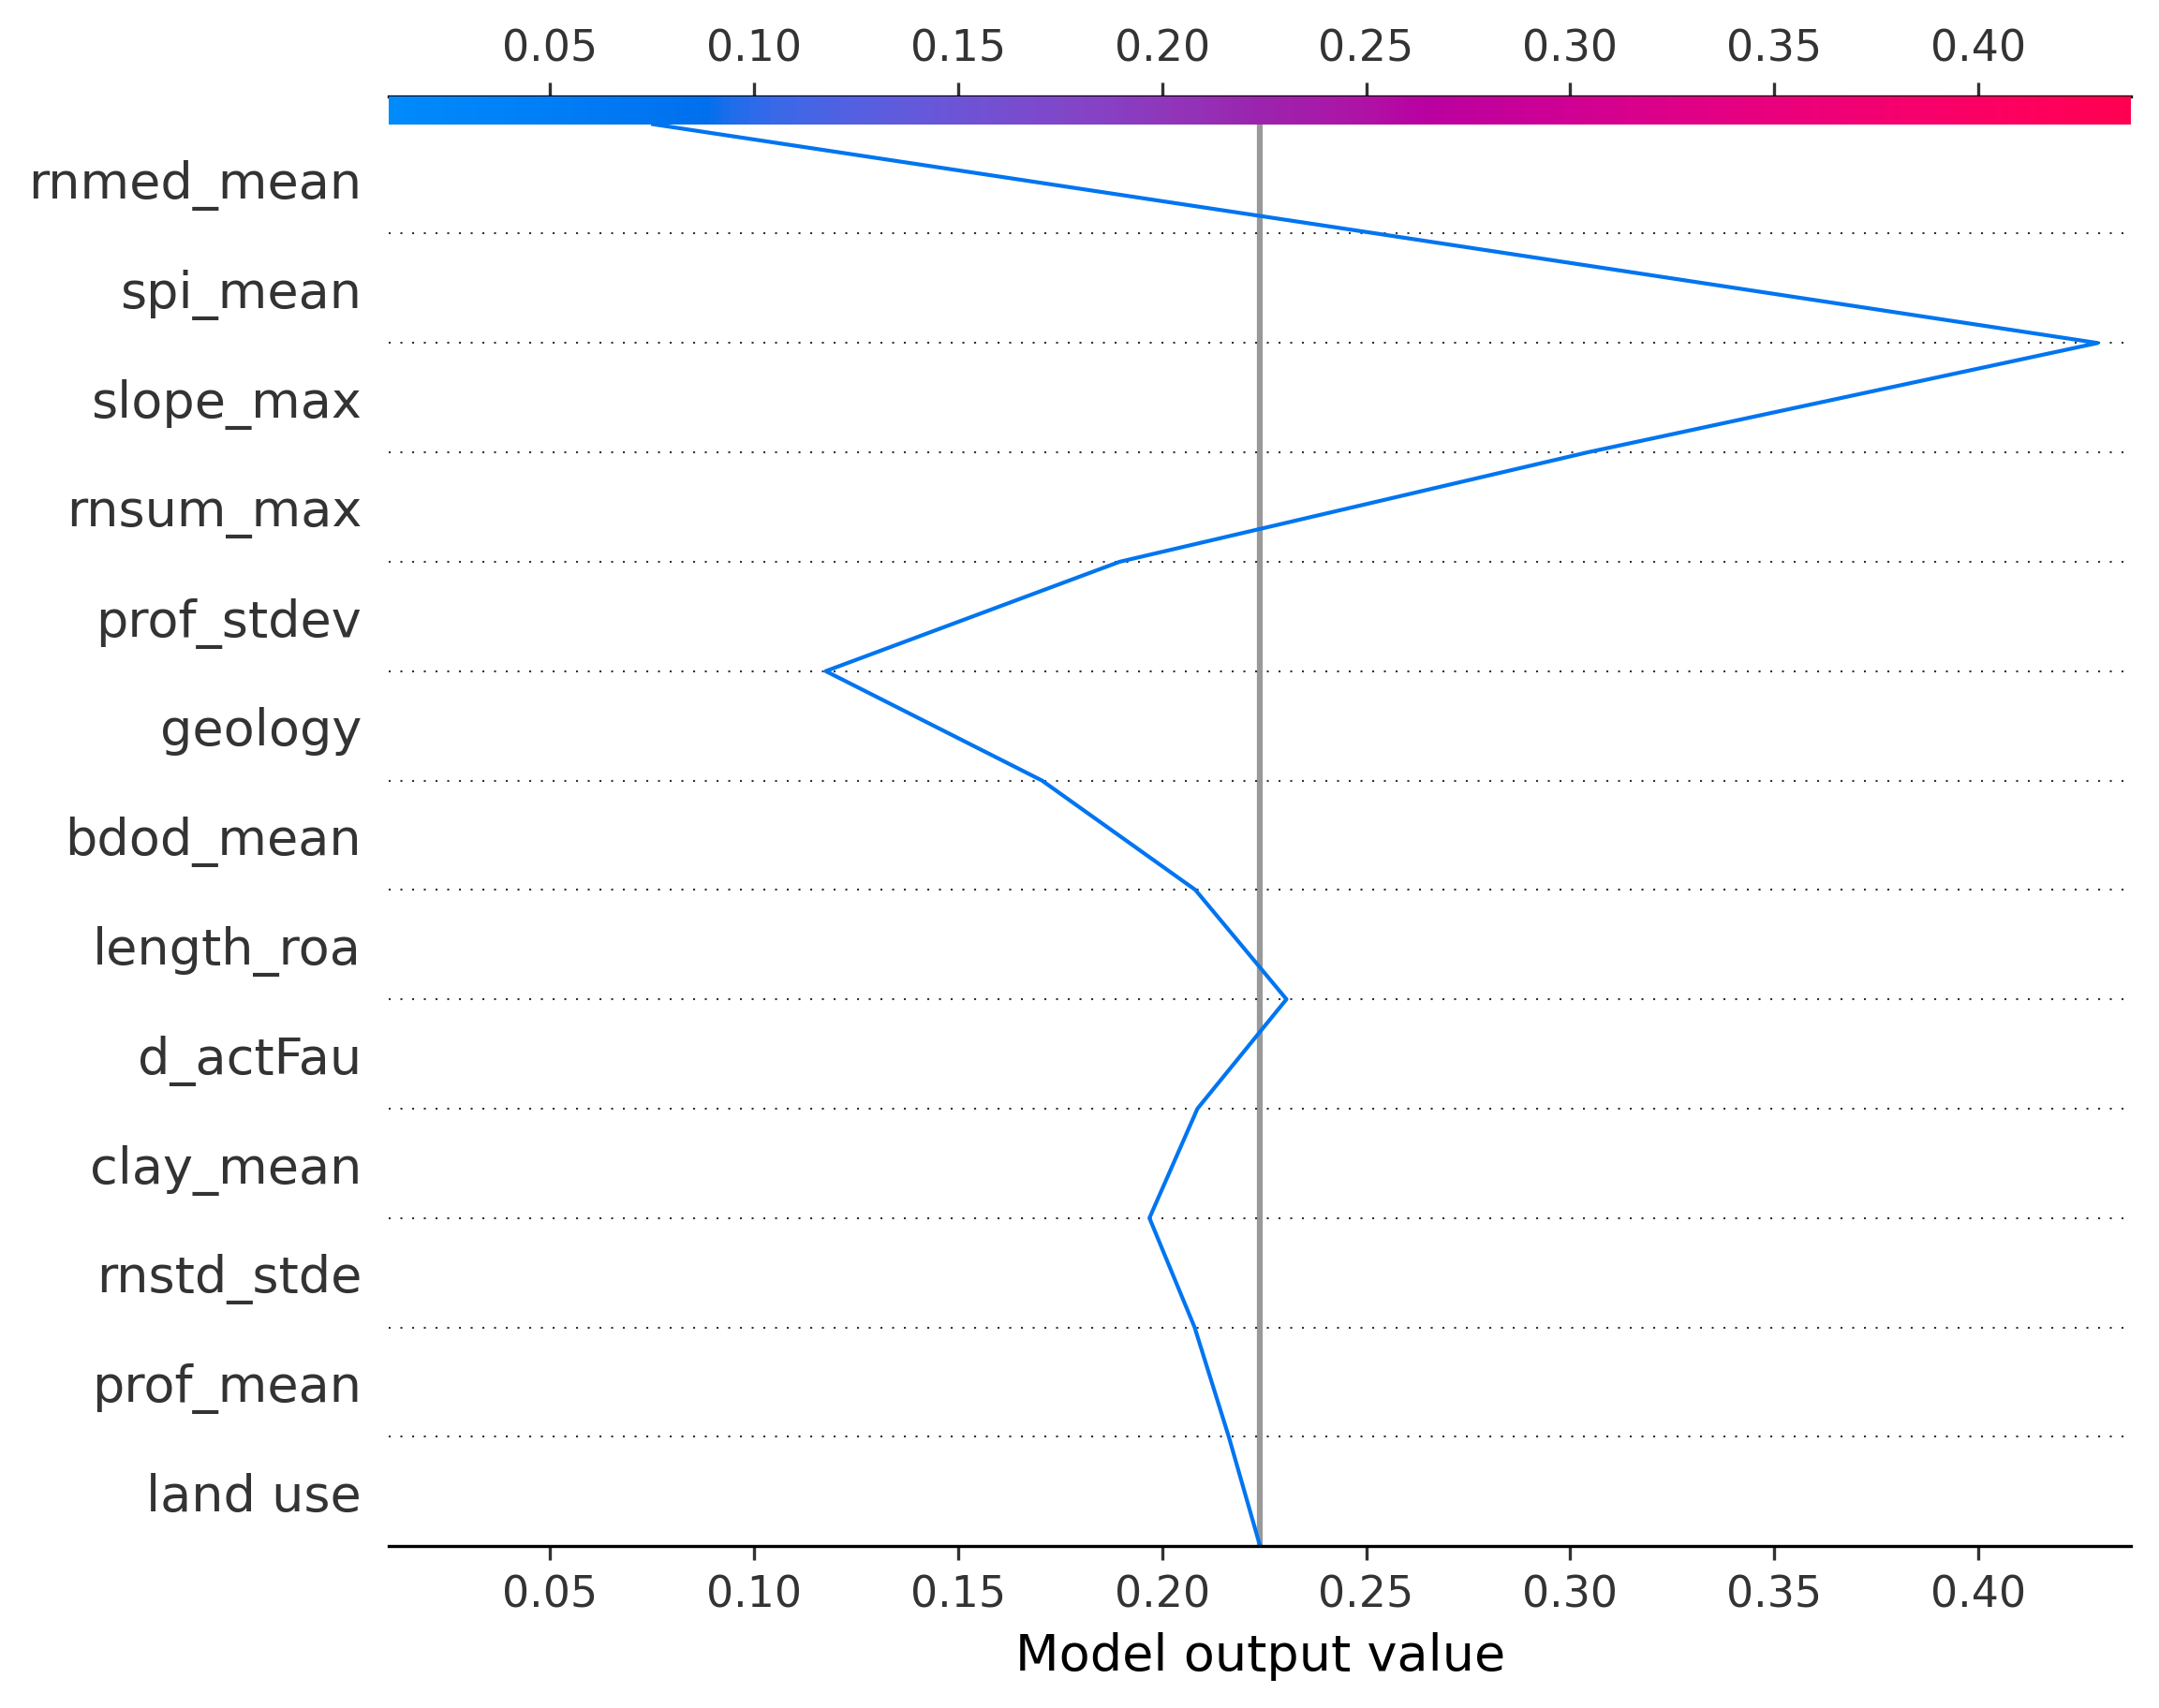 0.05 0.10 0.15 0.20 0.25 0.30 0.35 0.40
rnmed_mean
spi_mean
slope_max
rnsum_max
prof_stdev
geology
bdod_mean
length_roa
d_actFau
clay_mean
rnstd_stde
prof_mean
land use
0.05 0.10 0.15 0.20 0.25 0.30 0.35 0.40
Model output value